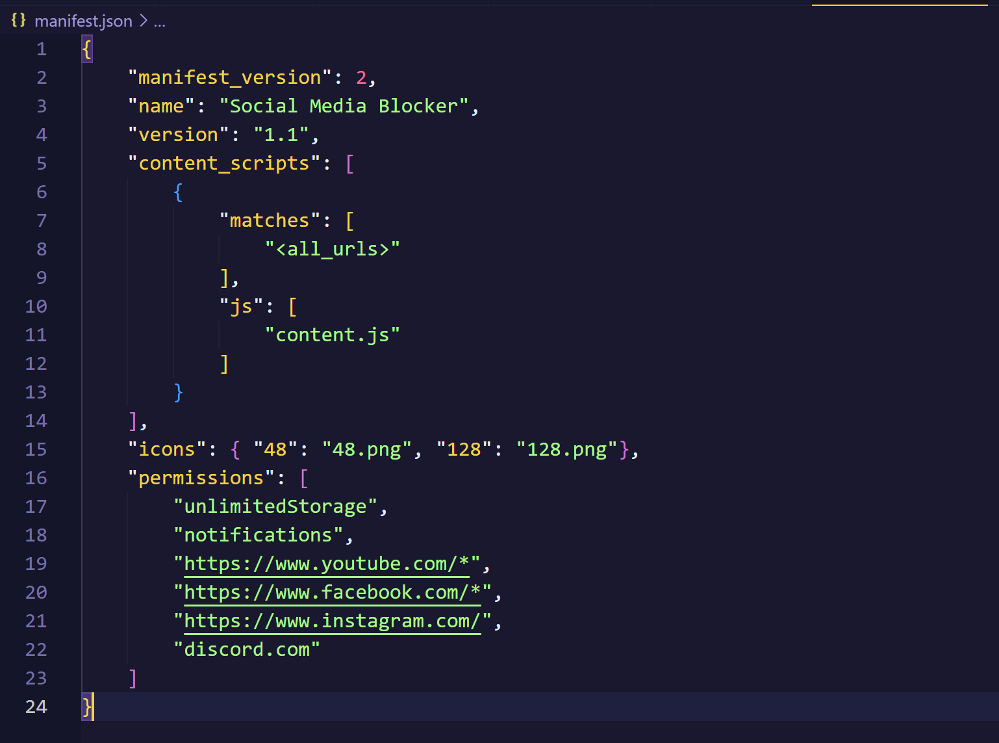 {} manifest.json > ...
1 {
2 "manifest_version": 2,
3 "name": "Social Media Blocker",
4 "version": "1.1",
5 "content_scripts": [
6 {
7 "matches": [
8 "<all_urls>"
9 ],
10 "js": [
11 "content.js"
12 ]
13 }
14 ],
15 "icons": { "48": "48.png", "128": "128.png"},
16 "permissions": [
17 "unlimitedStorage",
18 "notifications",
19 "https://www.youtube.com/*",
20 "https://www.facebook.com/*",
21 "https://www.instagram.com/",
22 "discord.com"
23 ]
24 }